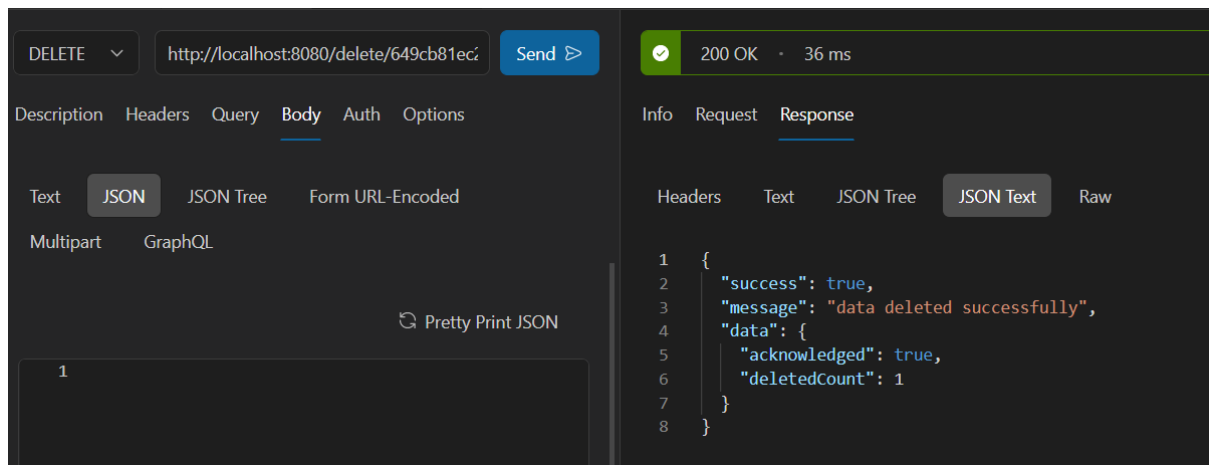 DELETE http://localhost:8080/delete/649cb81ec2 Send
Description Headers Query Body Auth Options
Text JSON JSON Tree Form URL-Encoded
Multipart GraphQL
Pretty Print JSON
1
200 OK · 36 ms
Info Request Response
Headers Text JSON Tree JSON Text Raw
1 {
2 "success": true,
3 "message": "data deleted successfully",
4 "data": {
5 "acknowledged": true,
6 "deletedCount": 1
7 }
8 }